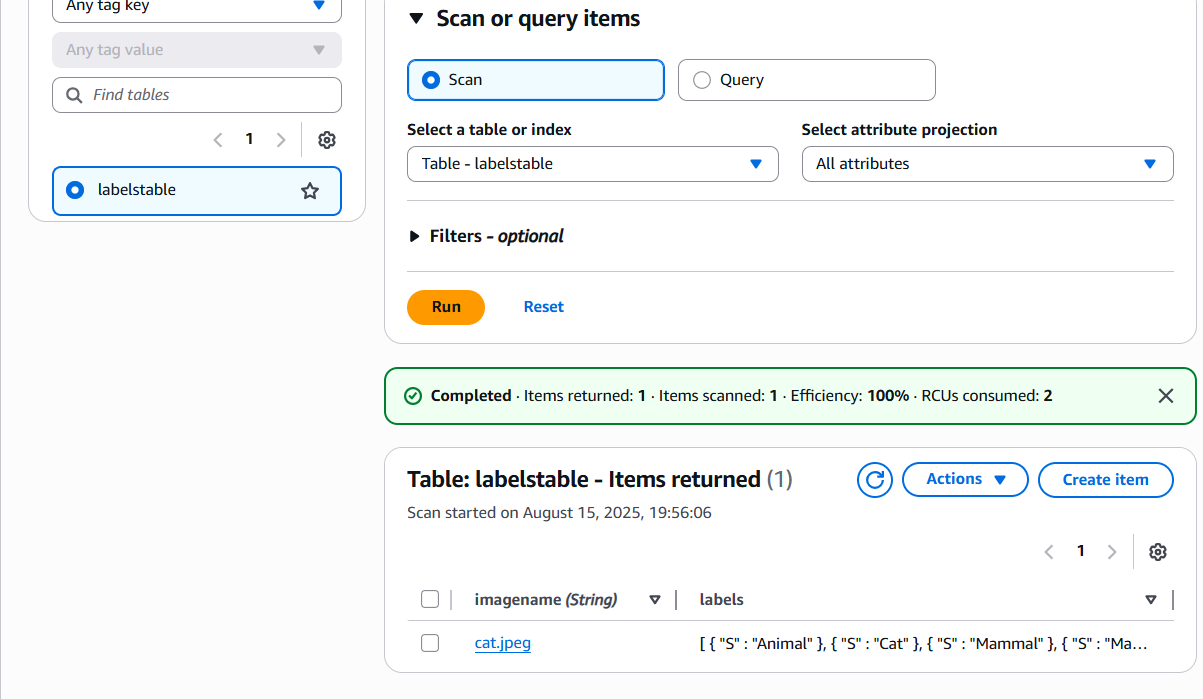 Any tag key
Any tag value
Find tables
1
labelstable
Scan or query items
Scan
Query
Select a table or index
Select attribute projection
Table - labelstable
All attributes
Filters - optional
Run
Reset
Completed · Items returned: 1 · Items scanned: 1 · Efficiency: 100% · RCUs consumed: 2
Table: labelstable - Items returned (1)
Actions
Create item
Scan started on August 15, 2025, 19:56:06
1
imagename (String)
labels
cat.jpeg
[ { "S" : "Animal" }, { "S" : "Cat" }, { "S" : "Mammal" }, { "S" : "Ma…